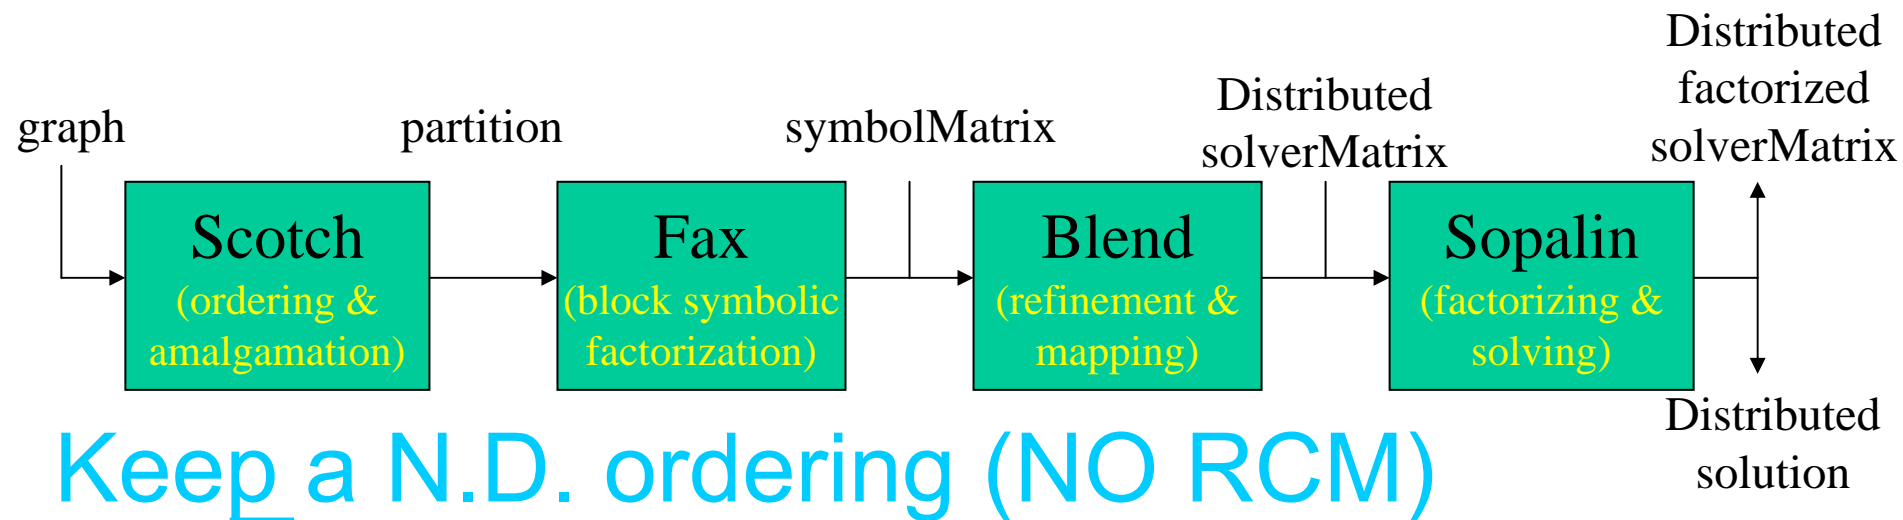 graph
partition
symbolMatrix
Distributed
solverMatrix
Distributed
factorized
solverMatrix
Scotch
(ordering &
amalgamation)
Fax
(block symbolic
factorization)
Blend
(refinement &
mapping)
Sopalin
(factorizing &
solving)
Distributed
solution
Keep a N.D. ordering (NO RCM)